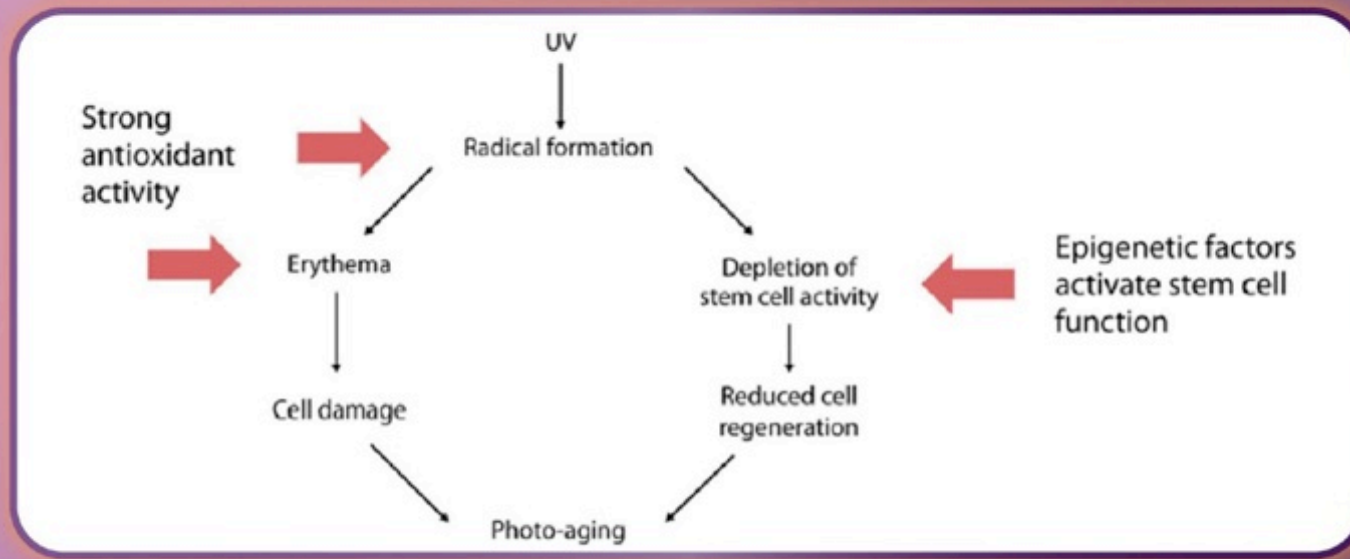 UV
Strong
antioxidant
activity
Radical formation
Erythema
Depletion of
stem cell activity
Epigenetic factors
activate stem cell
function
Cell damage
Reduced cell
regeneration
Photo-aging